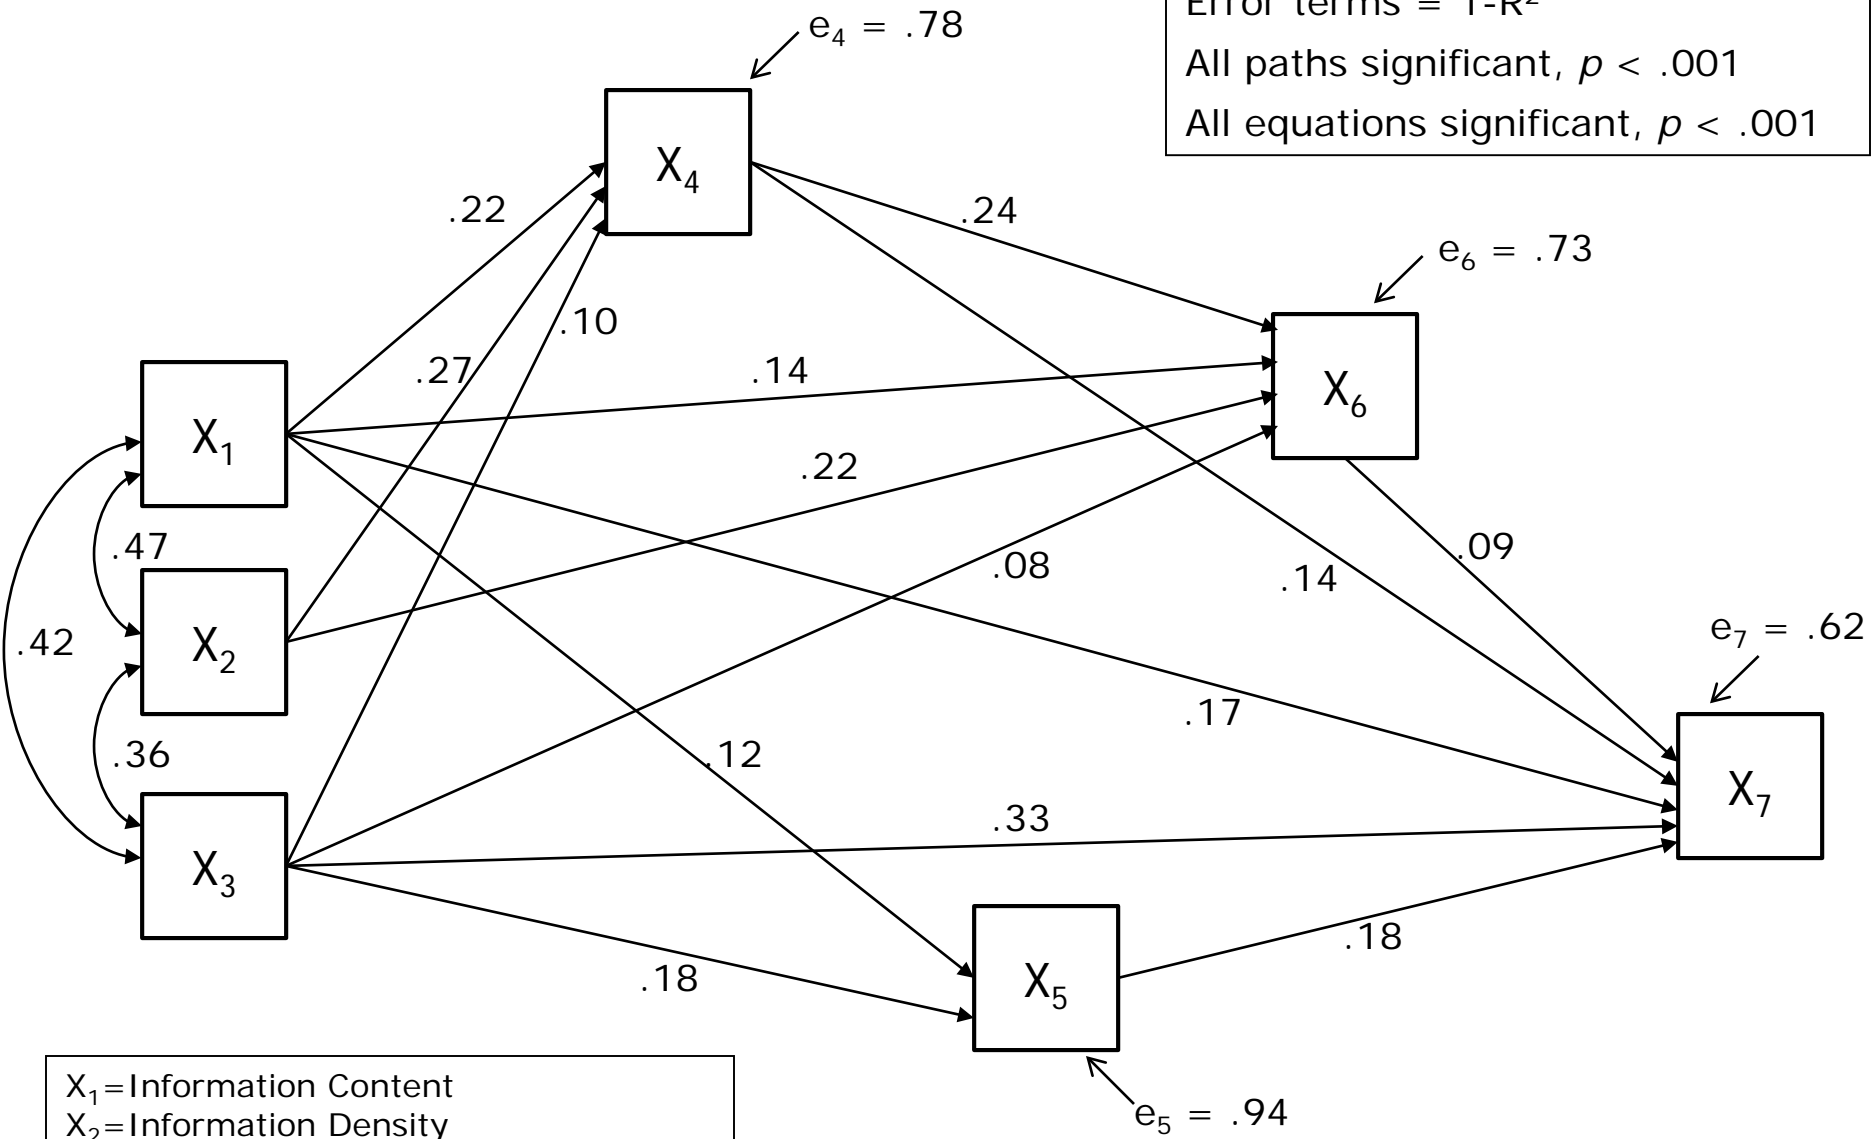 e₄ = .78
Error terms = 1-R²
All paths significant, p < .001
All equations significant, p < .001
X₄
.22
.24
e₆ = .73
.10
.27
.14
X₆
X₁
.22
.47
.08
.14
.09
.42
X₂
e₇ = .62
.17
.36
.12
X₇
.33
X₃
.18
.18
X₅
X₁=Information Content
X₂=Information Density
e₅ = .94